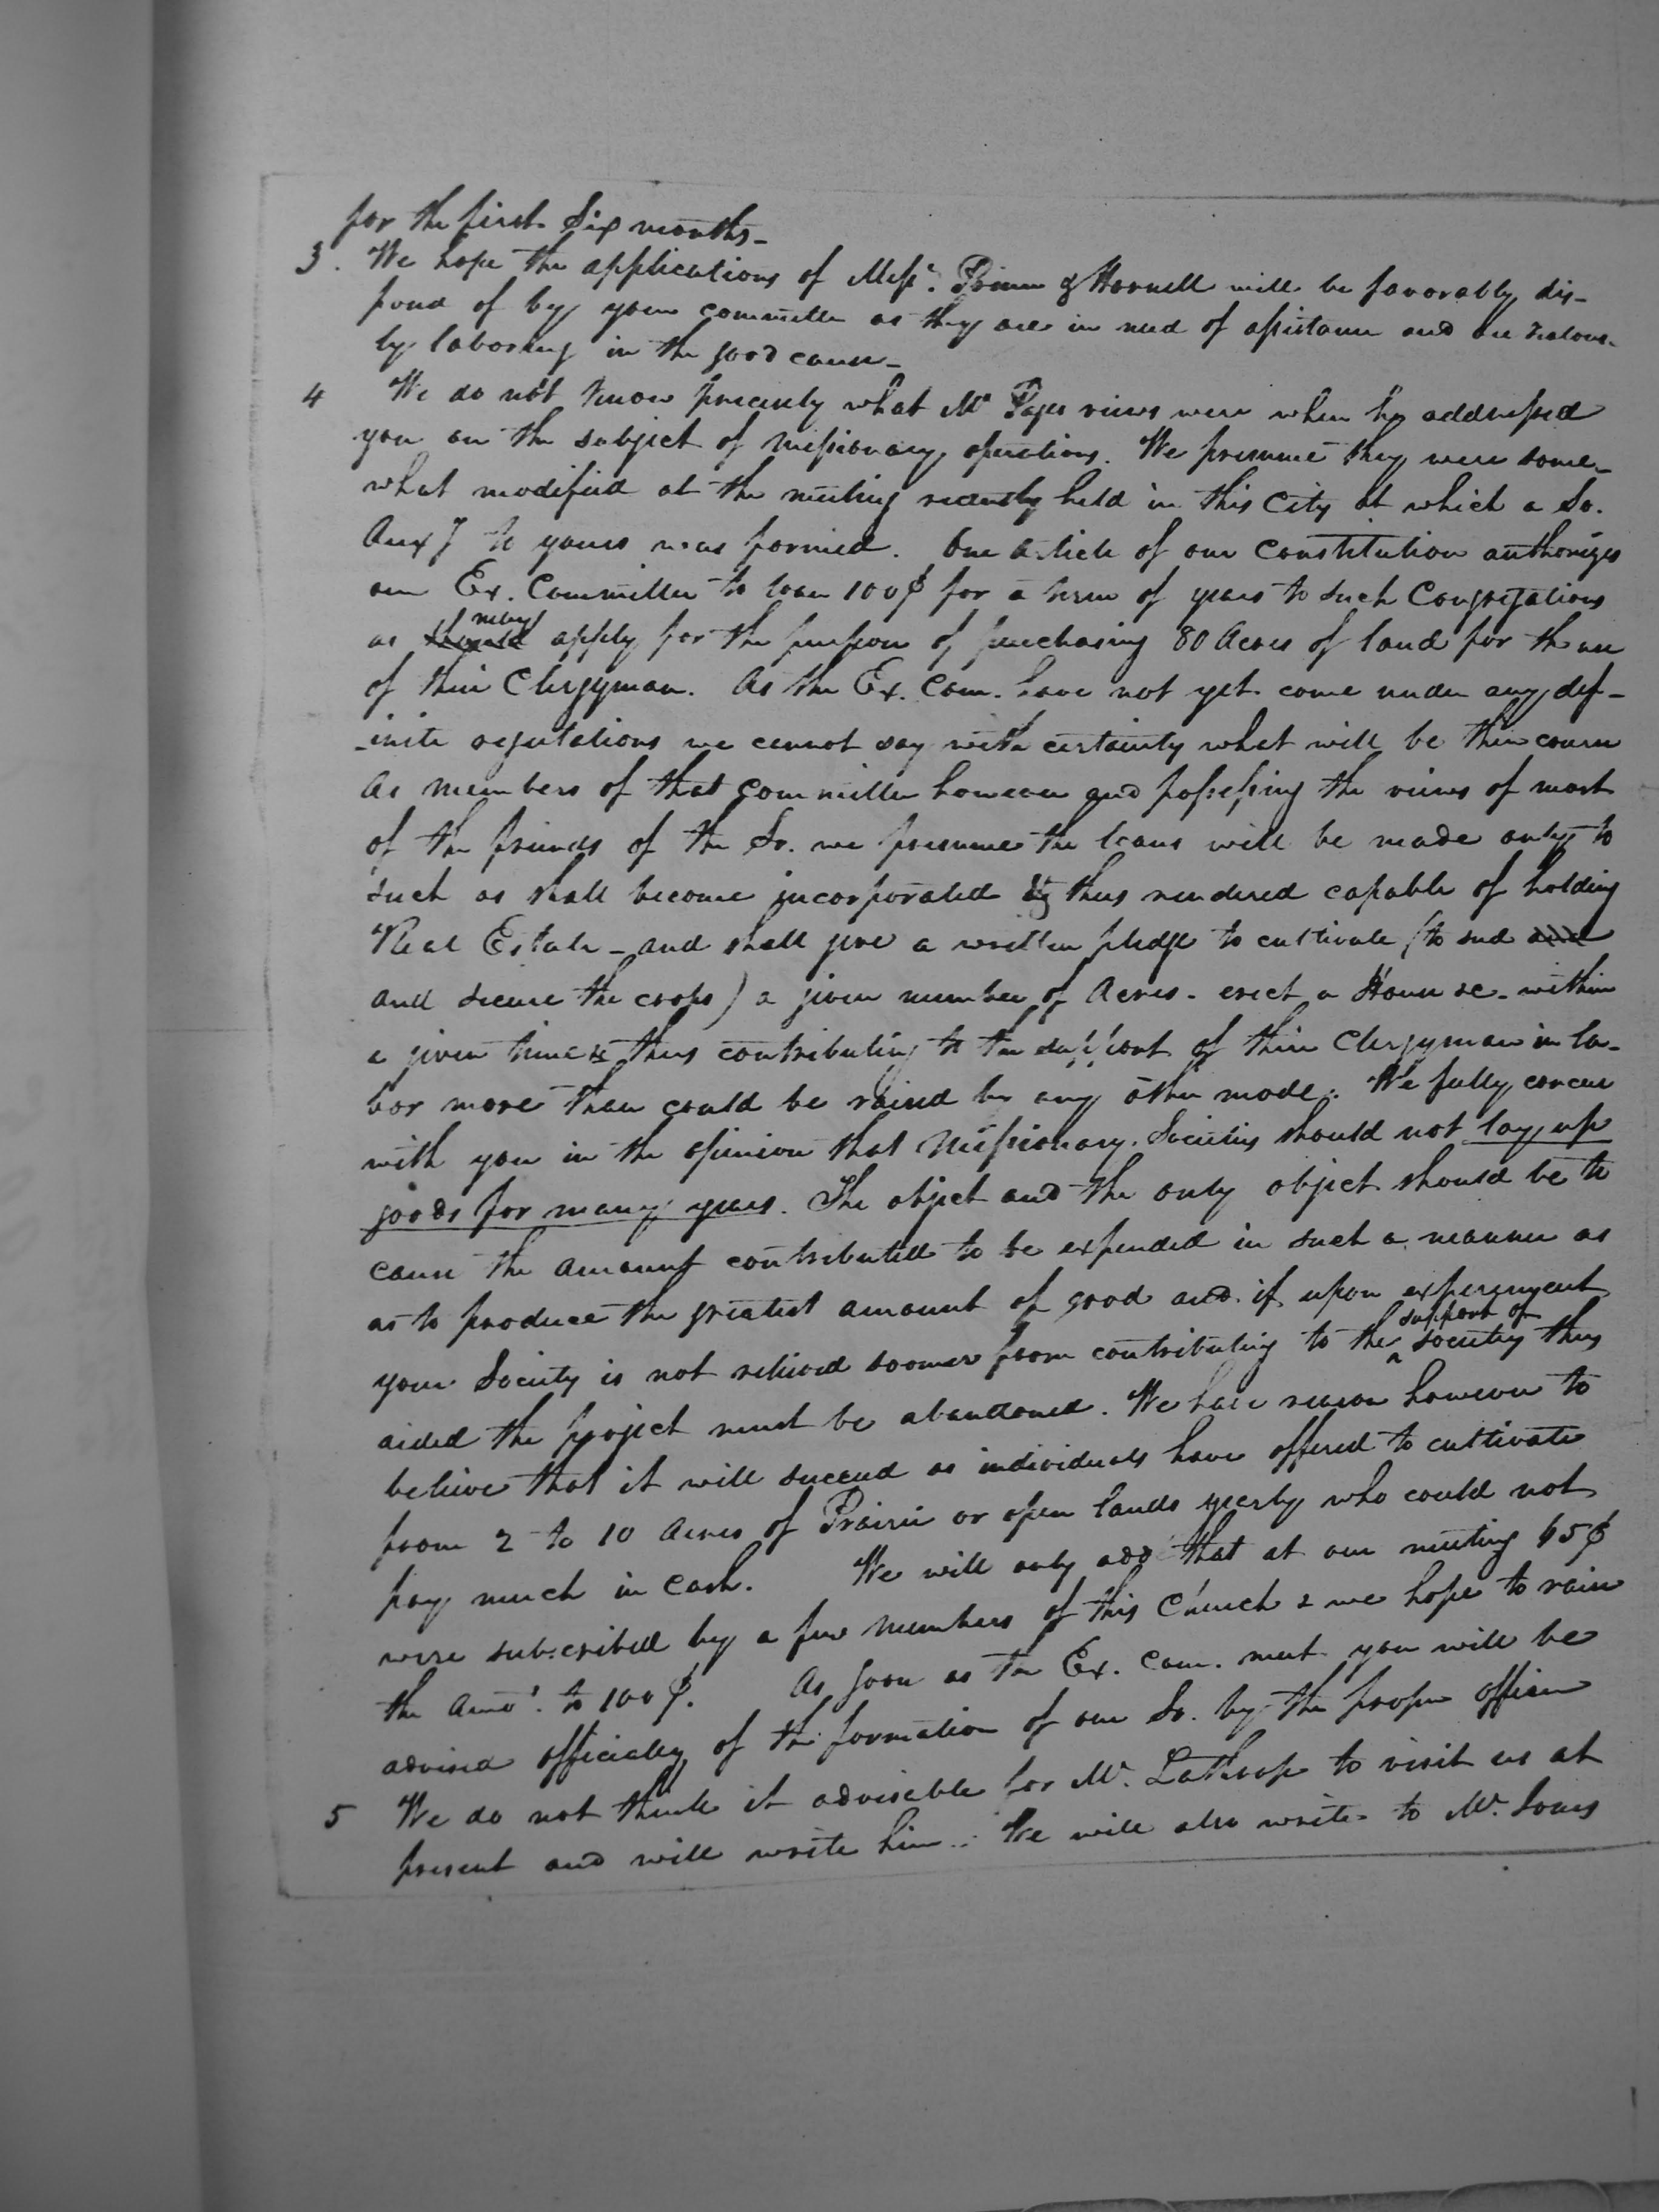 for the first Six months-
3. We hope the applications of Messrs. & Hornell will be favorably dis-
posed of by your committee as they are in need of assistance and are zealous-
ly laboring in the good cause-
4 We do not know precisely what Mr Pages views were when he addressed
you on the subject of missionary operations. We presume they were some-
what modified at the meeting recently held in this City at which a So.
Auxy to yours was formed. One article of our Constitution authorizes
our Ex. Committee to loan 100$ for a term of years to such Congregations
as may apply for the purpose of purchasing 80 Acres of land for the use
of their Clergyman. As the Ex. Com. have not yet come under any def-
-inite regulations we cannot say with certainty what will be their course
As members of that committee however and possessing the views of most
of the friends of the So. we presume the loans will be made only to
such as shall become incorporated & thus rendered capable of holding
Real Estate - and shall give a written pledge to cultivate (to and
and secure the crops) a given number of Acres - erect a House &c - within
a given time & thus contributing to the support of their Clergyman in la-
bor more than could be raised by any other mode. We fully concur
with you in the opinion that Missionary Societies should not lay up
goods for many years. The object and the only object should be to
cause the amount contributed to be expended in such a manner as
as to produce the greatest amount of good and if upon experiment
your Society is not relieved sooner from contributing to the support of society thus
aided the project must be abandoned. We have reason however to
believe that it will succeed as individuals have offered to cultivate
from 2 to 10 Acres of Prairie or open lands yearly who could not
pay much in Cash. We will only add that at our meeting 65$
were subscribed by a few members of this Church & we hope to raise
the Amot. to 100$. As soon as the Ex. Com. meet you will be
advised officially of the formation of our So. by the proper officer
5 We do not think it advisable for Mr. Lathrop to visit us at
present and will write him. We will also write to Mr. Jones